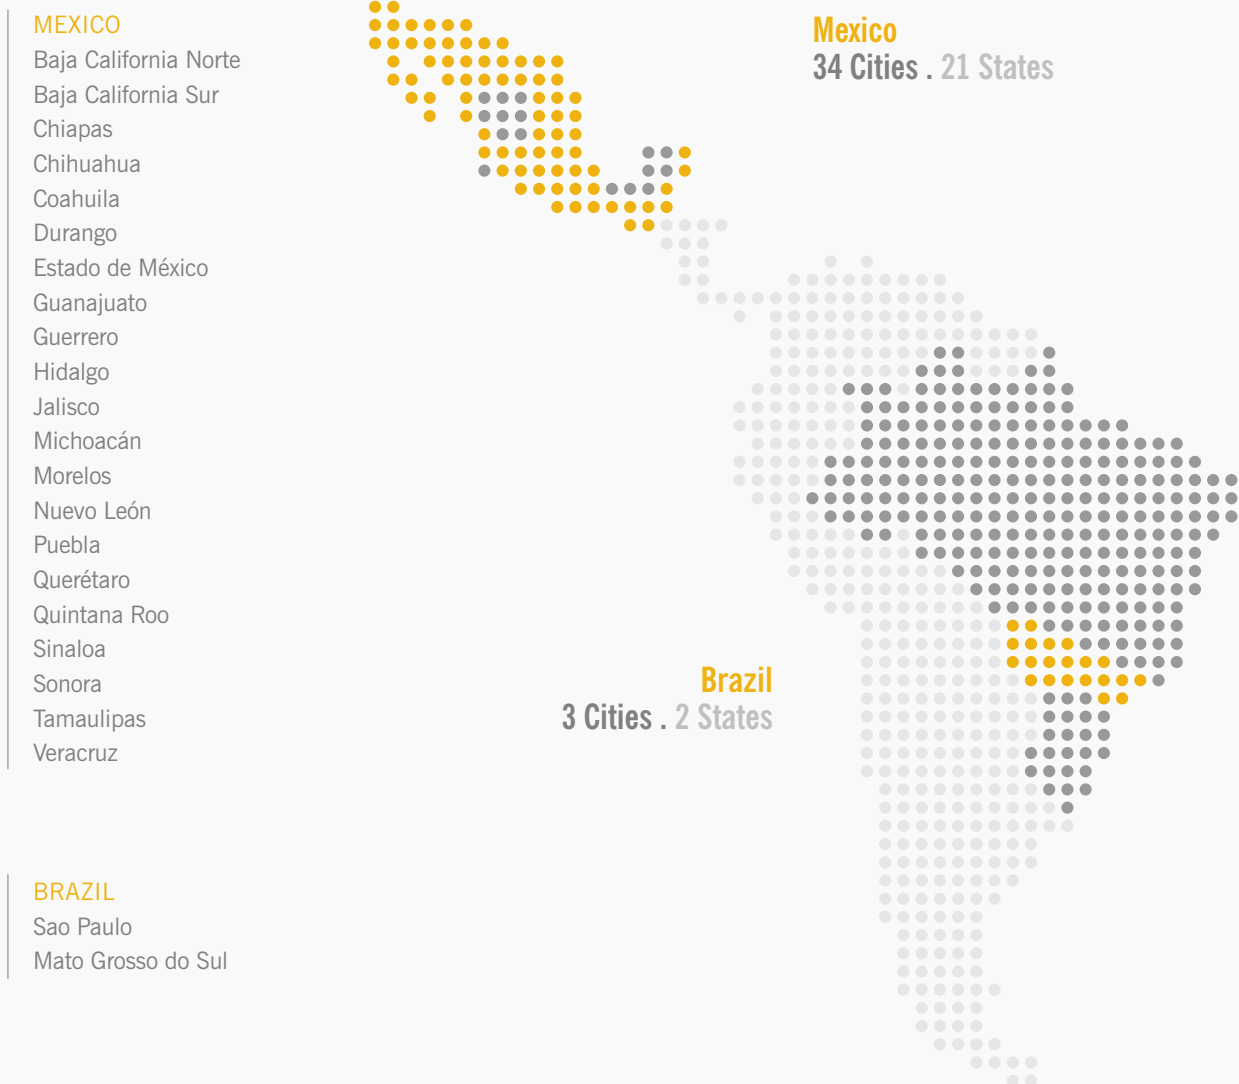 MEXICO
Baja California Norte
Baja California Sur
Chiapas
Chihuahua
Coahuila
Durango
Estado de México
Guanajuato
Guerrero
Hidalgo
Jalisco
Michoacán
Morelos
Nuevo León
Puebla
Querétaro
Quintana Roo
Sinaloa
Sonora
Tamaulipas
Veracruz
BRAZIL
Sao Paulo
Mato Grosso do Sul
Mexico
34 Cities . 21 States
Brazil
3 Cities . 2 States